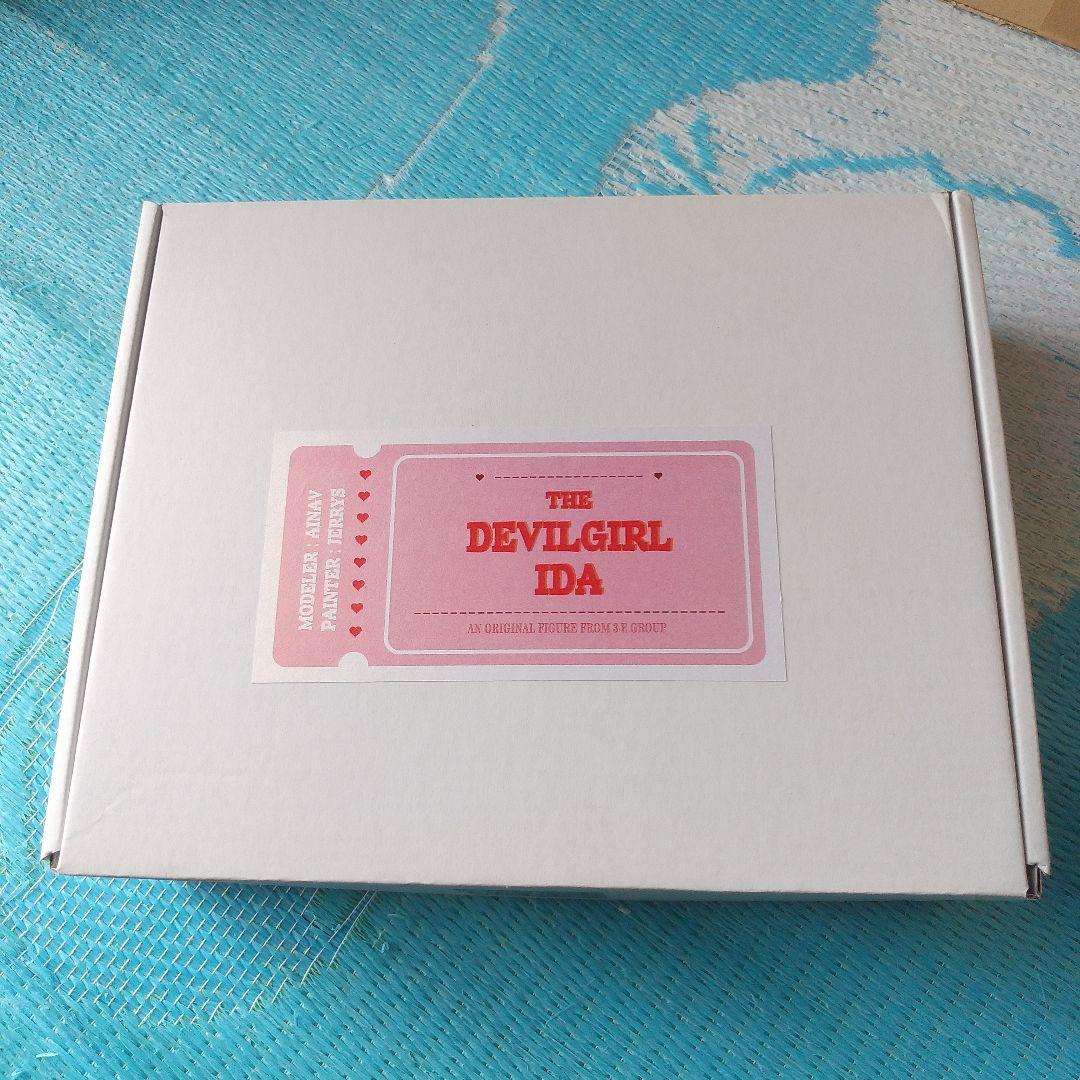 MODELER : AINAV
PAINTER : JERRYS
THE
DEVILGIRL
IDA
AN ORIGINAL FIGURE FROM 3·E GROUP